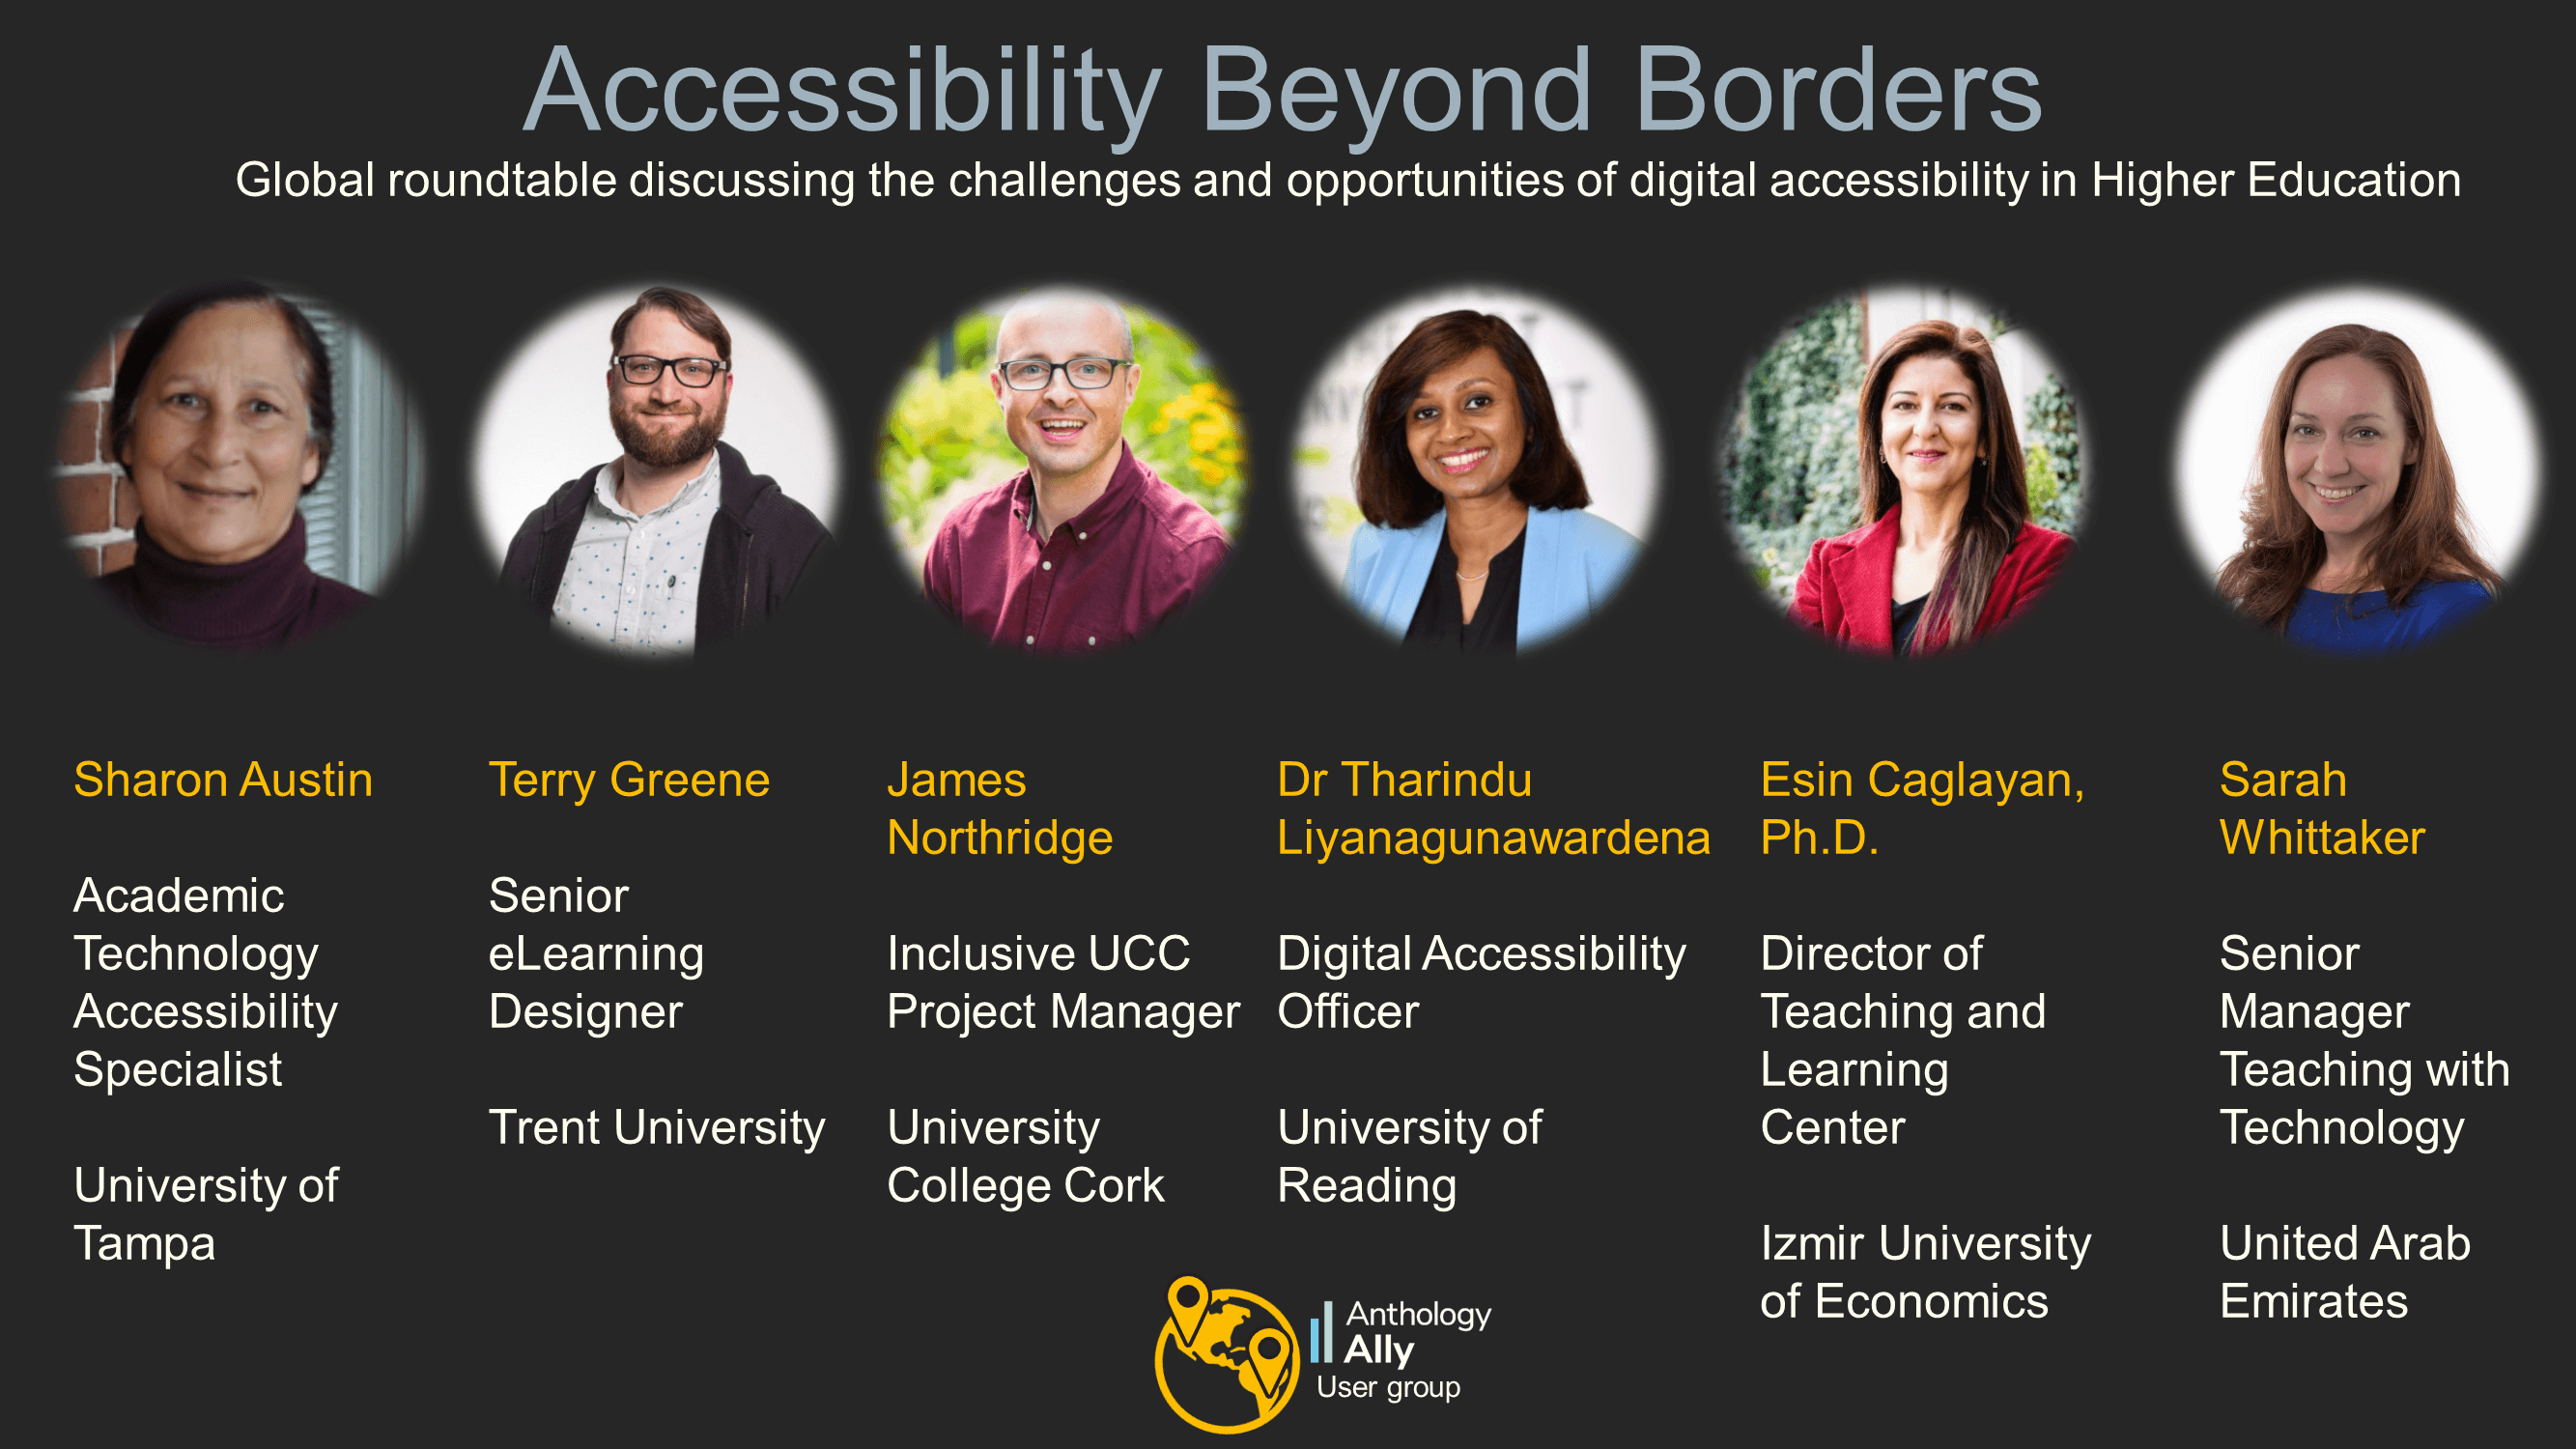 Accessibility Beyond Borders
Global roundtable discussing the challenges and opportunities of digital accessibility in Higher Education
Sharon Austin
Academic
Technology
Accessibility
Specialist
University of
Tampa
Terry Greene
Senior
eLearning
Designer
Trent University
James
Northridge
Inclusive UCC
Project Manager
University
College Cork
Dr Tharindu
Liyanagunawardena
Digital Accessibility
Officer
University of
Reading
Esin Caglayan,
Ph.D.
Director of
Teaching and
Learning
Center
Izmir University
of Economics
Sarah
Whittaker
Senior
Manager
Teaching with
Technology
United Arab
Emirates
Anthology
Ally
User group